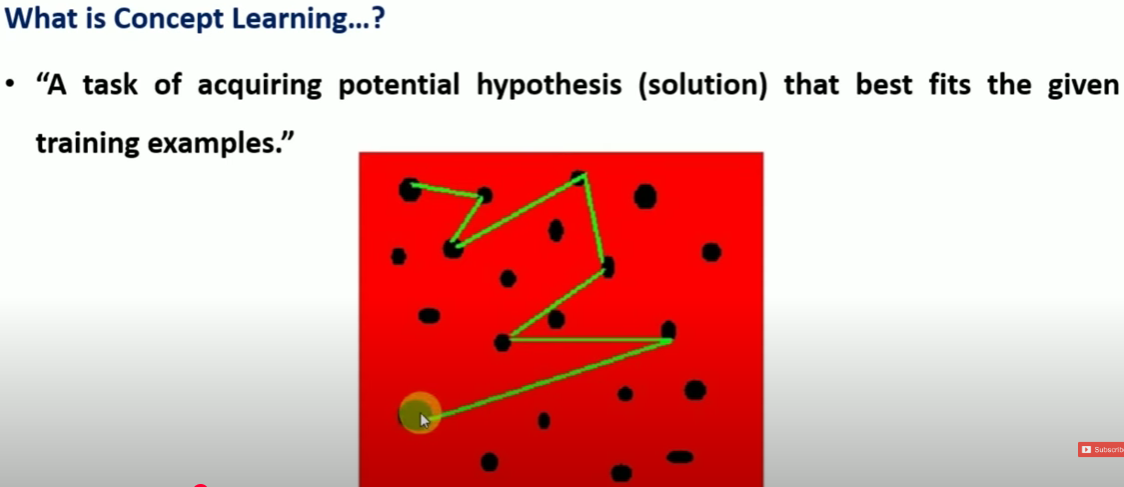 What is Concept Learning...?
• “A task of acquiring potential hypothesis (solution) that best fits the given
training examples.”